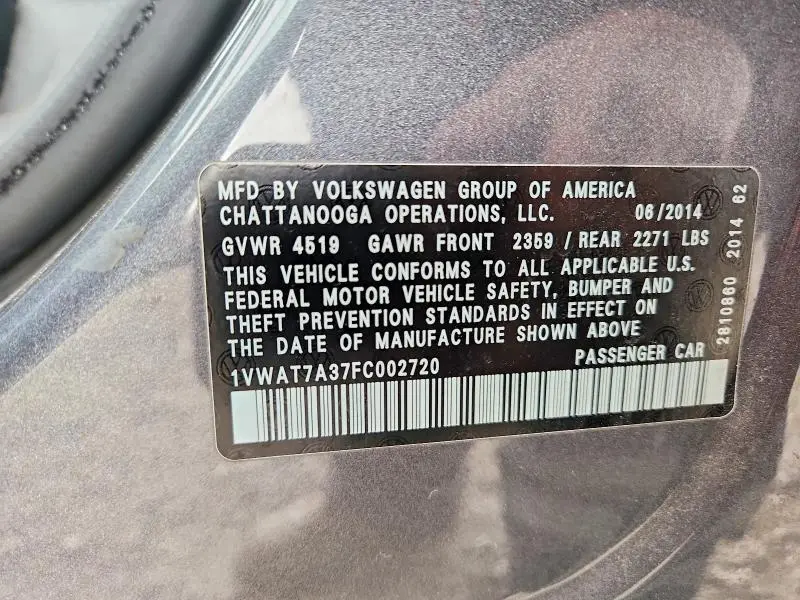 MFD BY VOLKSWAGEN GROUP OF AMERICA
CHATTANOOGA OPERATIONS, LLC. 06/2014
GVWR 4519 GAWR FRONT 2359 / REAR 2271 LBS
THIS VEHICLE CONFORMS TO ALL APPLICABLE U.S.
FEDERAL MOTOR VEHICLE SAFETY, BUMPER AND
THEFT PREVENTION STANDARDS IN EFFECT ON
THE DATE OF MANUFACTURE SHOWN ABOVE
1VWAT7A37FC002720 PASSENGER CAR
2810860 2014 62